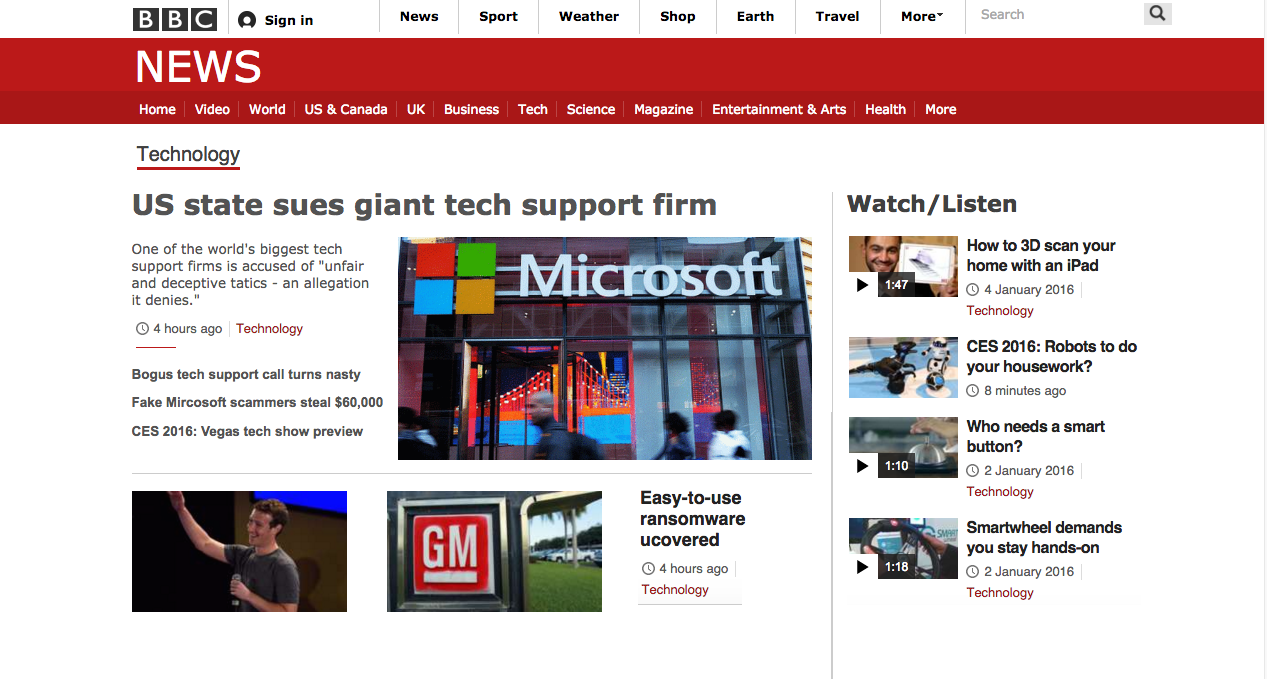 BBC
Sign in
News
Sport
Weather
Shop
Earth
Travel
More
Search
NEWS
Home
Video
World
US & Canada
UK
Business
Tech
Science
Magazine
Entertainment & Arts
Health
More
Technology
US state sues giant tech support firm
One of the world's biggest tech
support firms is accused of "unfair
and deceptive tatics - an allegation
it denies."
4 hours ago
Technology
Bogus tech support call turns nasty
Fake Mircosoft scammers steal $60,000
CES 2016: Vegas tech show preview
Microsoft
GM
Easy-to-use
ransomware
ucovered
4 hours ago
Technology
Watch/Listen
1:47
How to 3D scan your
home with an iPad
4 January 2016
Technology
CES 2016: Robots to do
your housework?
8 minutes ago
1:10
Who needs a smart
button?
2 January 2016
Technology
1:18
Smartwheel demands
you stay hands-on
2 January 2016
Technology